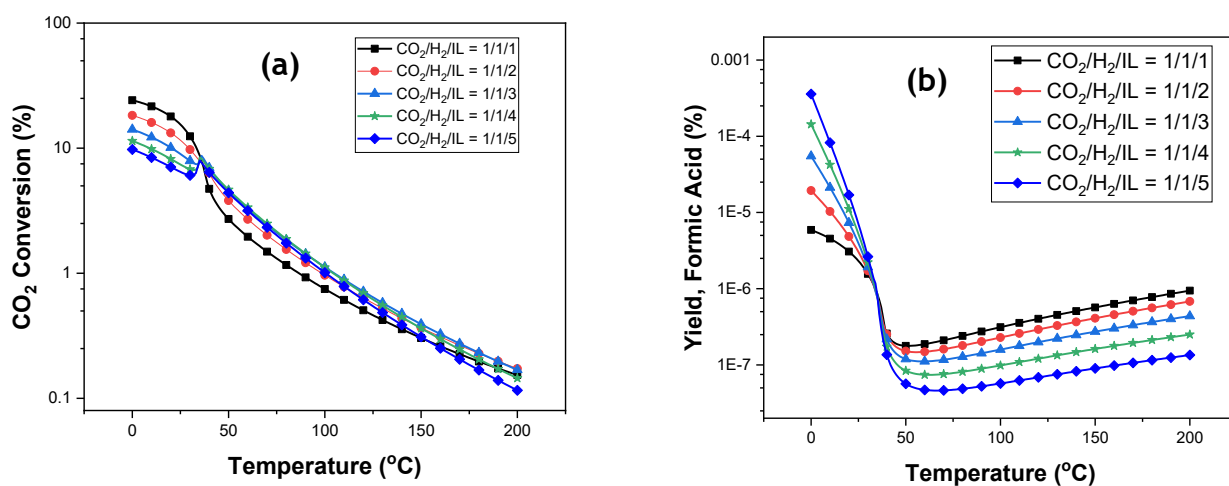 (a)
CO₂ Conversion (%)
100
10
1
0.1
CO₂/H₂/IL = 1/1/1
CO₂/H₂/IL = 1/1/2
CO₂/H₂/IL = 1/1/3
CO₂/H₂/IL = 1/1/4
CO₂/H₂/IL = 1/1/5
0 50 100 150 200
Temperature (°C)
(b)
Yield, Formic Acid (%)
0.001
1E-4
1E-5
1E-6
1E-7
CO₂/H₂/IL = 1/1/1
CO₂/H₂/IL = 1/1/2
CO₂/H₂/IL = 1/1/3
CO₂/H₂/IL = 1/1/4
CO₂/H₂/IL = 1/1/5
0 50 100 150 200
Temperature (°C)